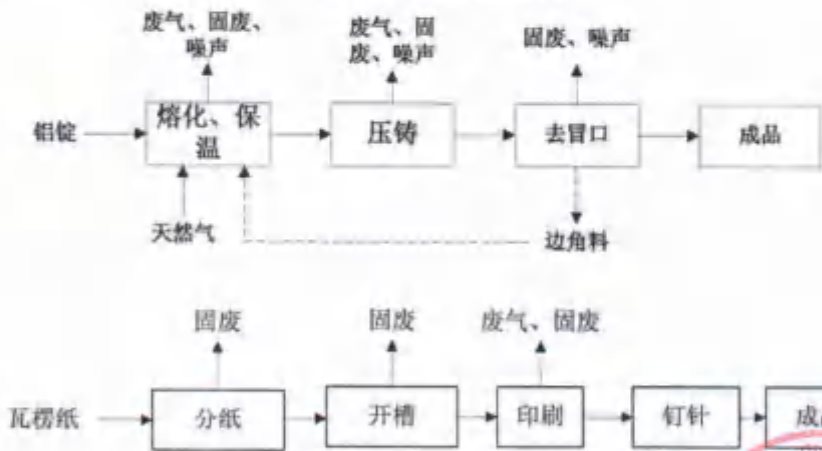 废气、固废、
噪声
废气、固
废、噪声
固废、噪声
铝锭
熔化、保
温
压铸
去冒口
成品
天然气
边角料
固废
固废
废气、固废
瓦楞纸
分纸
开槽
印刷
钉针